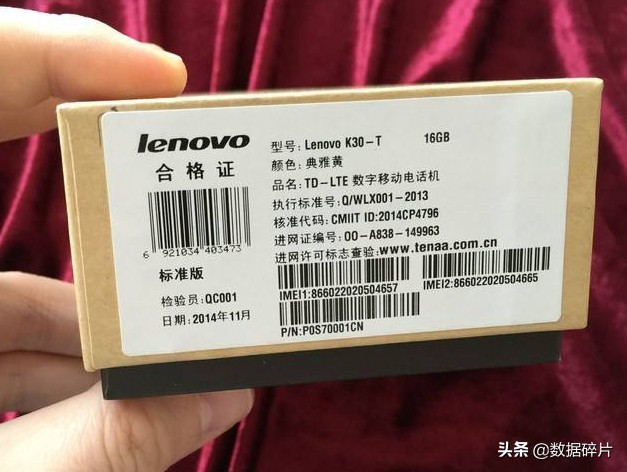 lenovo
合格证
6 921034 403473
标准版
检验员:QC001
日期:2014年11月
型号:Lenovo K30-T 16GB
颜色:典雅黄
品名:TD-LTE 数字移动电话机
执行标准号:Q/WLX001-2013
核准代码:CMIIT ID:2014CP4796
进网证编号:00-A838-149963
进网许可标志查验:www.tenaa.com.cn
IMEI1:866022020504657
IMEI2:866022020504665
P/N:P0S70001CN
头条 @数据碎片